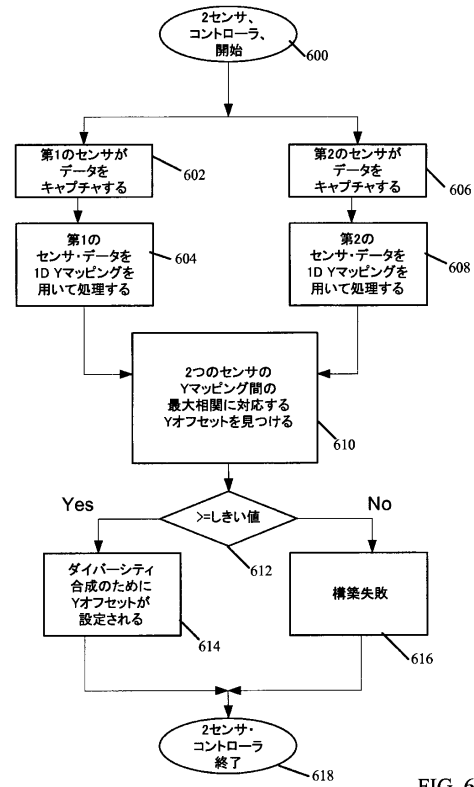 2センサ、
コントローラ、
開始
600
第1のセンサが
データを
キャプチャする
602
第2のセンサが
データを
キャプチャする
606
第1の
センサ・データを
1D Yマッピングを
用いて処理する
604
第2の
センサ・データを
1D Yマッピングを
用いて処理する
608
2つのセンサの
Yマッピング間の
最大相関に対応する
Yオフセットを見つける
610
Yes
>=しきい値
No
612
ダイバーシティ
合成のために
Yオフセットが
設定される
614
構築失敗
616
2センサ・
コントローラ
終了
618
FIG. 6